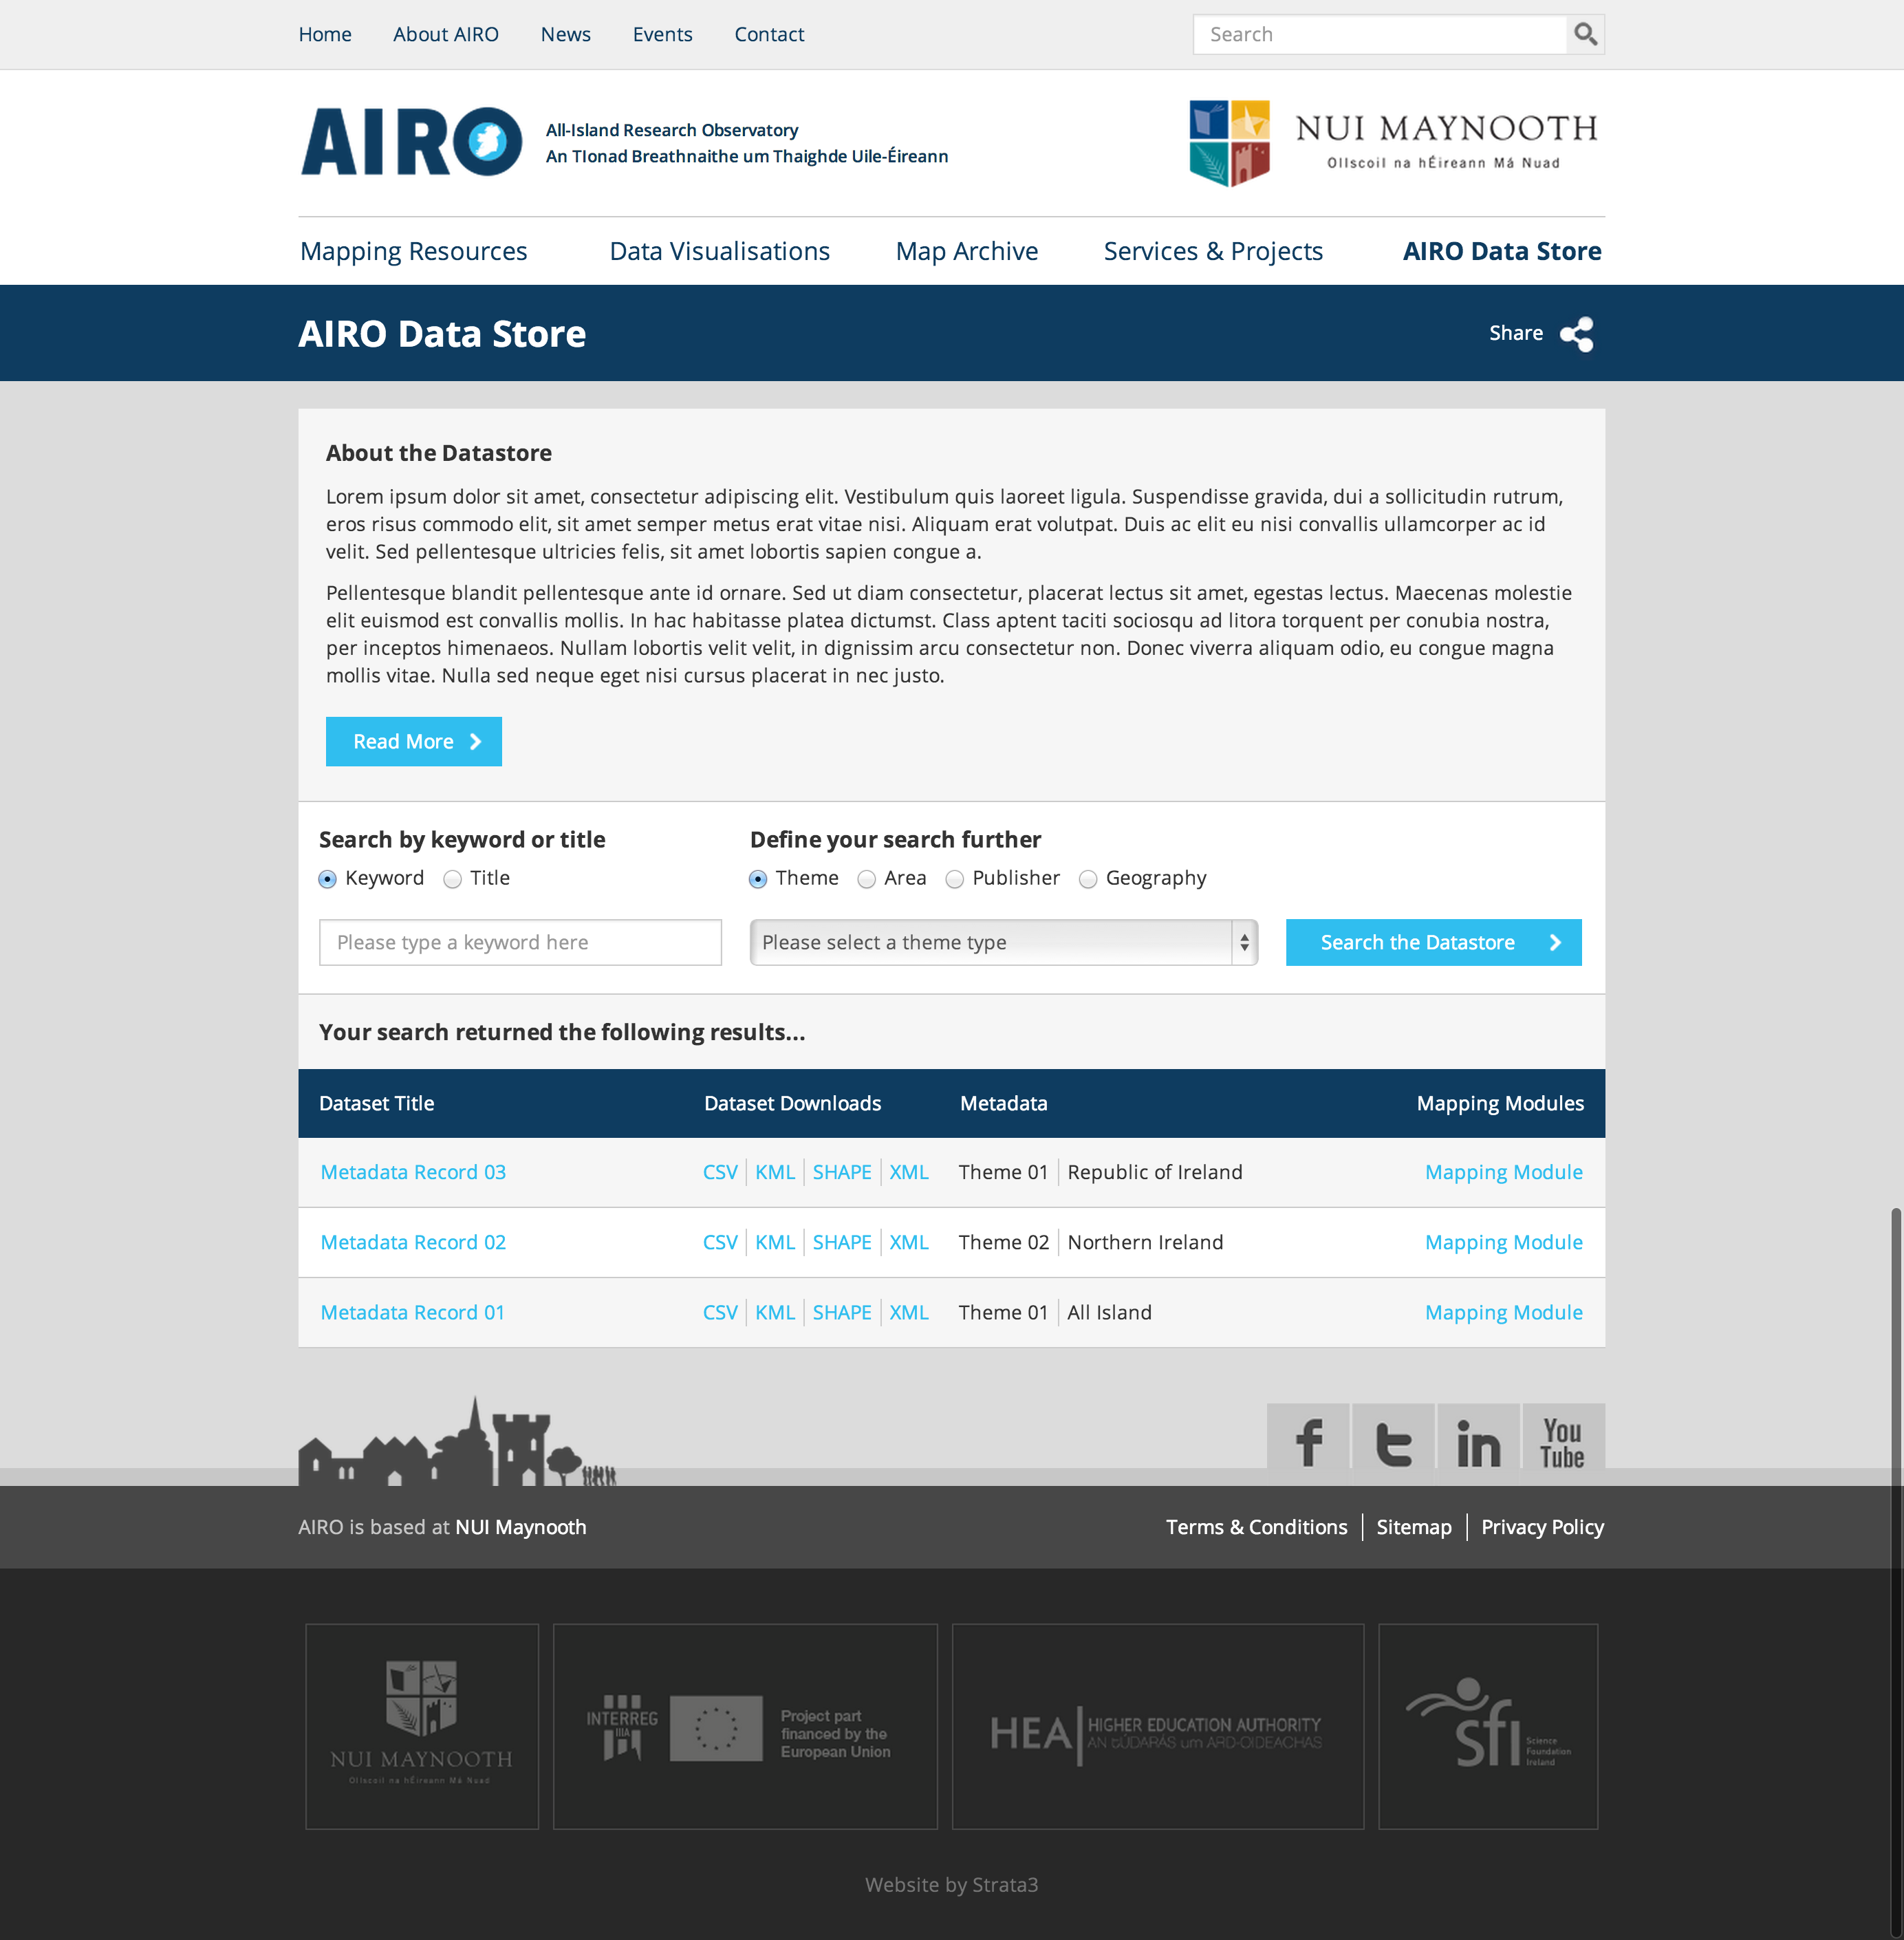 Home About AIRO News Events Contact Search
AIRO
All-Island Research Observatory
An TIonad Breathnaithe um Thaighde Uile-Éireann
NUI MAYNOOTH
Ollscoil na hÉireann Má Nuad
Mapping Resources Data Visualisations Map Archive Services & Projects AIRO Data Store
AIRO Data Store Share
About the Datastore
Lorem ipsum dolor sit amet, consectetur adipiscing elit. Vestibulum quis laoreet ligula. Suspendisse gravida, dui a sollicitudin rutrum,
eros risus commodo elit, sit amet semper metus erat vitae nisi. Aliquam erat volutpat. Duis ac elit eu nisi convallis ullamcorper ac id
velit. Sed pellentesque ultricies felis, sit amet lobortis sapien congue a.
Pellentesque blandit pellentesque ante id ornare. Sed ut diam consectetur, placerat lectus sit amet, egestas lectus. Maecenas molestie
elit euismod est convallis mollis. In hac habitasse platea dictumst. Class aptent taciti sociosqu ad litora torquent per conubia nostra,
per inceptos himenaeos. Nullam lobortis velit velit, in dignissim arcu consectetur non. Donec viverra aliquam odio, eu congue magna
mollis vitae. Nulla sed neque eget nisi cursus placerat in nec justo.
Read More
Search by keyword or title
Keyword Title
Please type a keyword here
Define your search further
Theme Area Publisher Geography
Please select a theme type
Search the Datastore
Your search returned the following results...
Dataset Title Dataset Downloads Metadata Mapping Modules
Metadata Record 03 CSV KML SHAPE XML Theme 01 Republic of Ireland Mapping Module
Metadata Record 02 CSV KML SHAPE XML Theme 02 Northern Ireland Mapping Module
Metadata Record 01 CSV KML SHAPE XML Theme 01 All Island Mapping Module
f t in You
Tube
AIRO is based at NUI Maynooth Terms & Conditions Sitemap Privacy Policy
NUI MAYNOOTH
Ollscoil na hÉireann Má Nuad
INTERREG
IIIA
Project part
financed by the
European Union
HEA
HIGHER EDUCATION AUTHORITY
AN tÚDARÁS um ARD-OIDEACHAS
sfi
Science
Foundation
Ireland
Website by Strata3